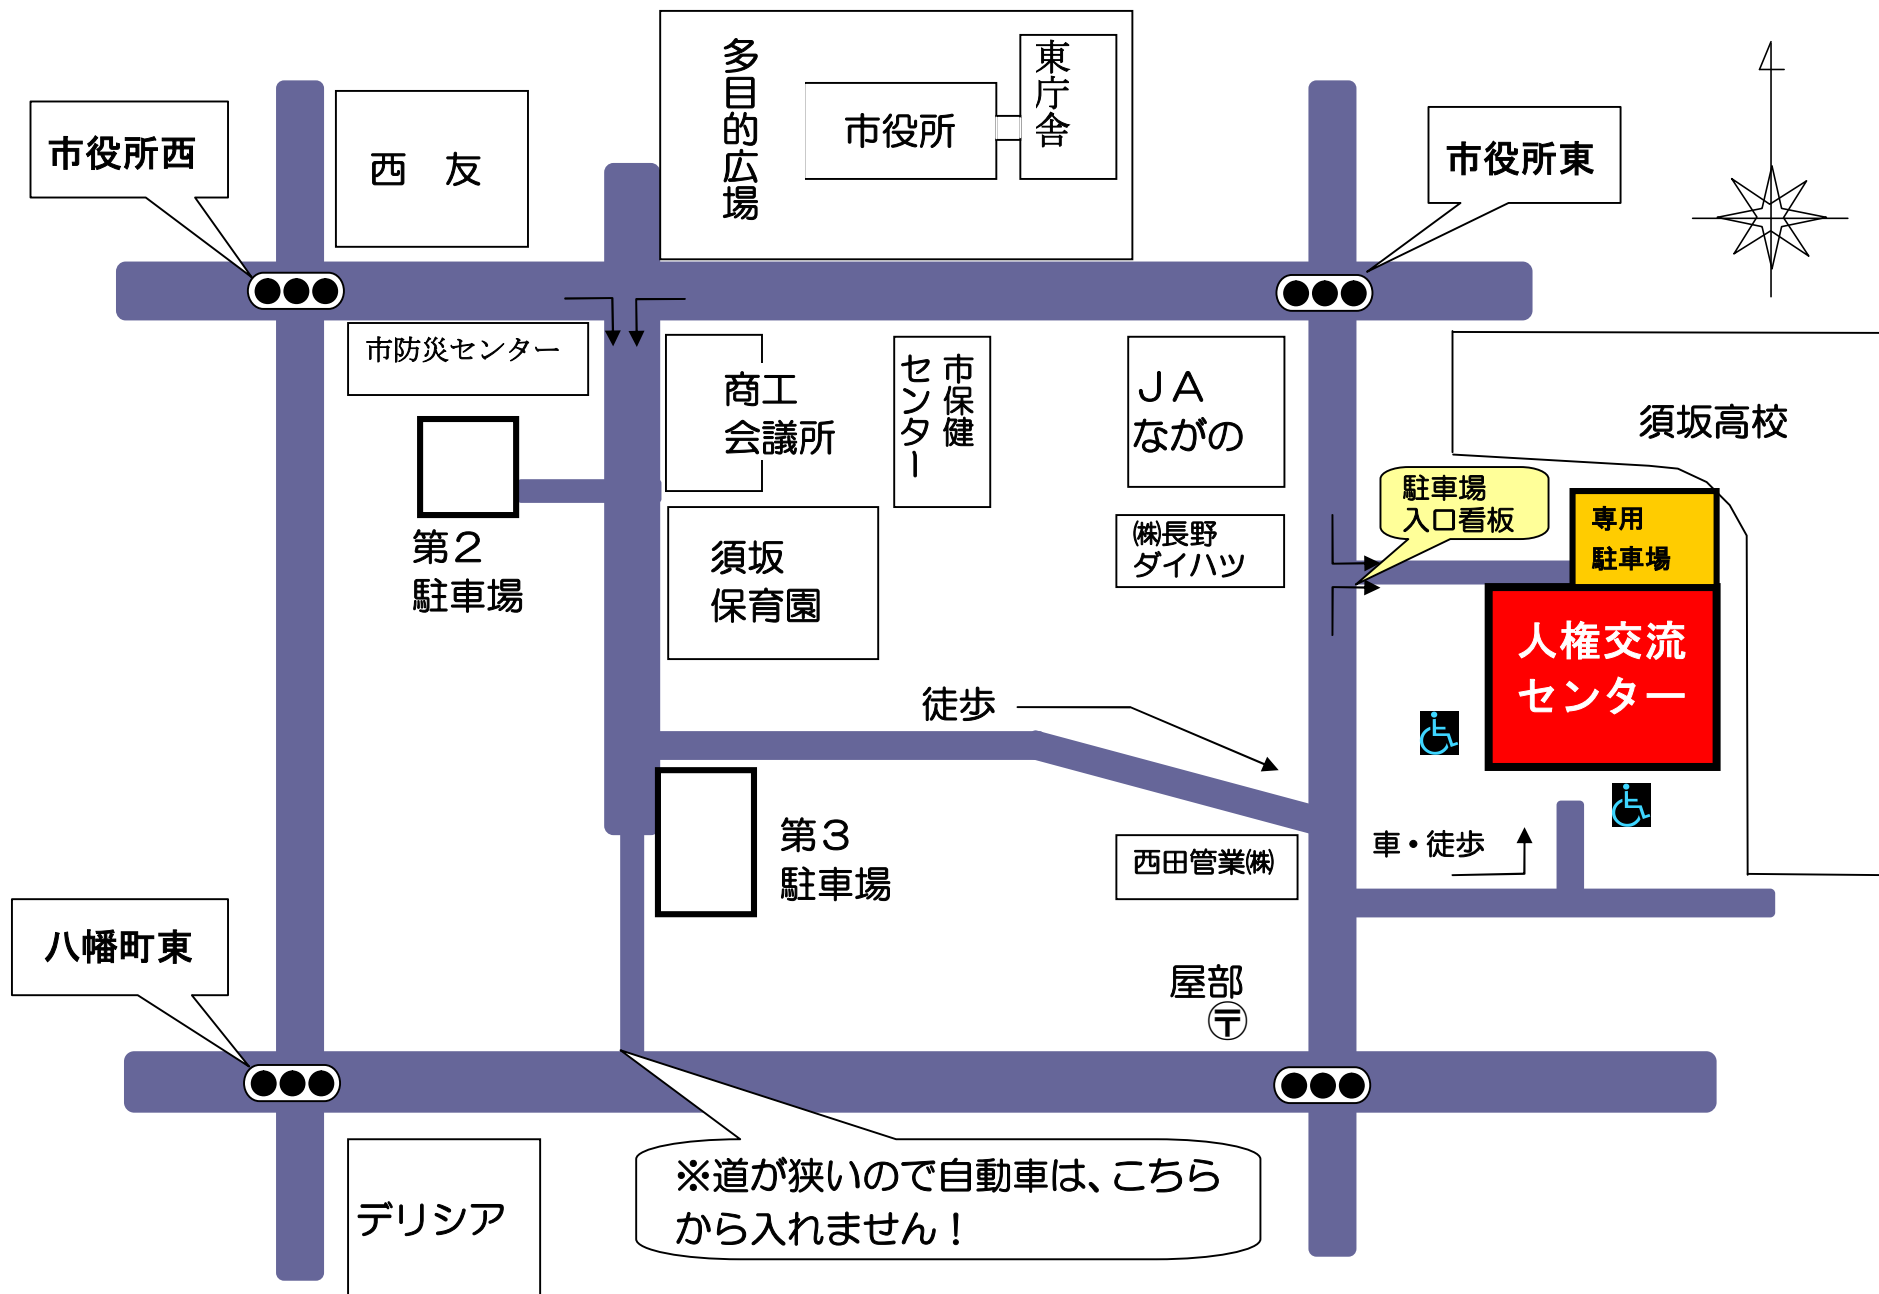 多目的広場
東庁舎
市役所
市役所西
西　友
市役所東
市防災センター
商工
会議所
市保健
センター
ＪＡ
ながの
須坂高校
駐車場
入口看板
専用
駐車場
㈱長野
ダイハツ
第２
駐車場
須坂
保育園
人権交流
センター
徒歩
第３
駐車場
西田管業㈱
車・徒歩
八幡町東
屋部
〒
※道が狭いので自動車は、こちら
から入れません！
デリシア